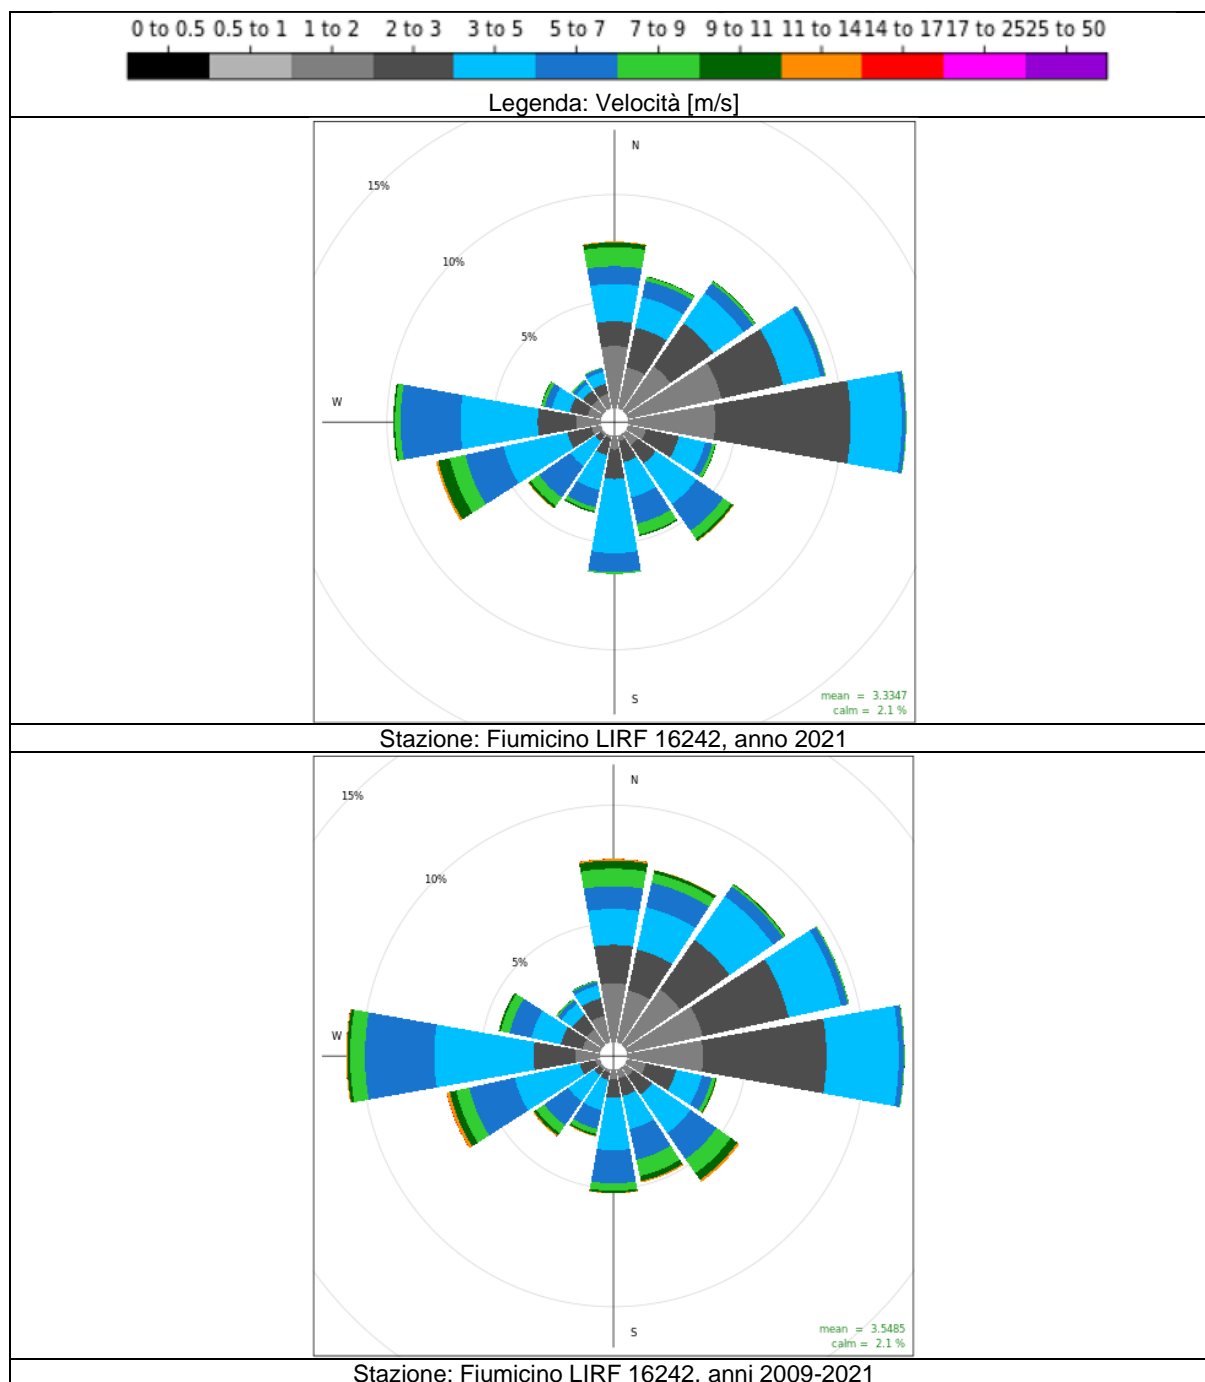 0 to 0.5 0.5 to 1 1 to 2 2 to 3 3 to 5 5 to 7 7 to 9 9 to 11 11 to 14 14 to 17 17 to 25 25 to 50
Legenda: Velocità [m/s]
N
15%
10%
5%
W
S
mean = 3.3347
calm = 2.1 %
Stazione: Fiumicino LIRF 16242, anno 2021
N
15%
10%
5%
W
S
mean = 3.5485
calm = 2.1 %
Stazione: Fiumicino LIRF 16242, anni 2009-2021